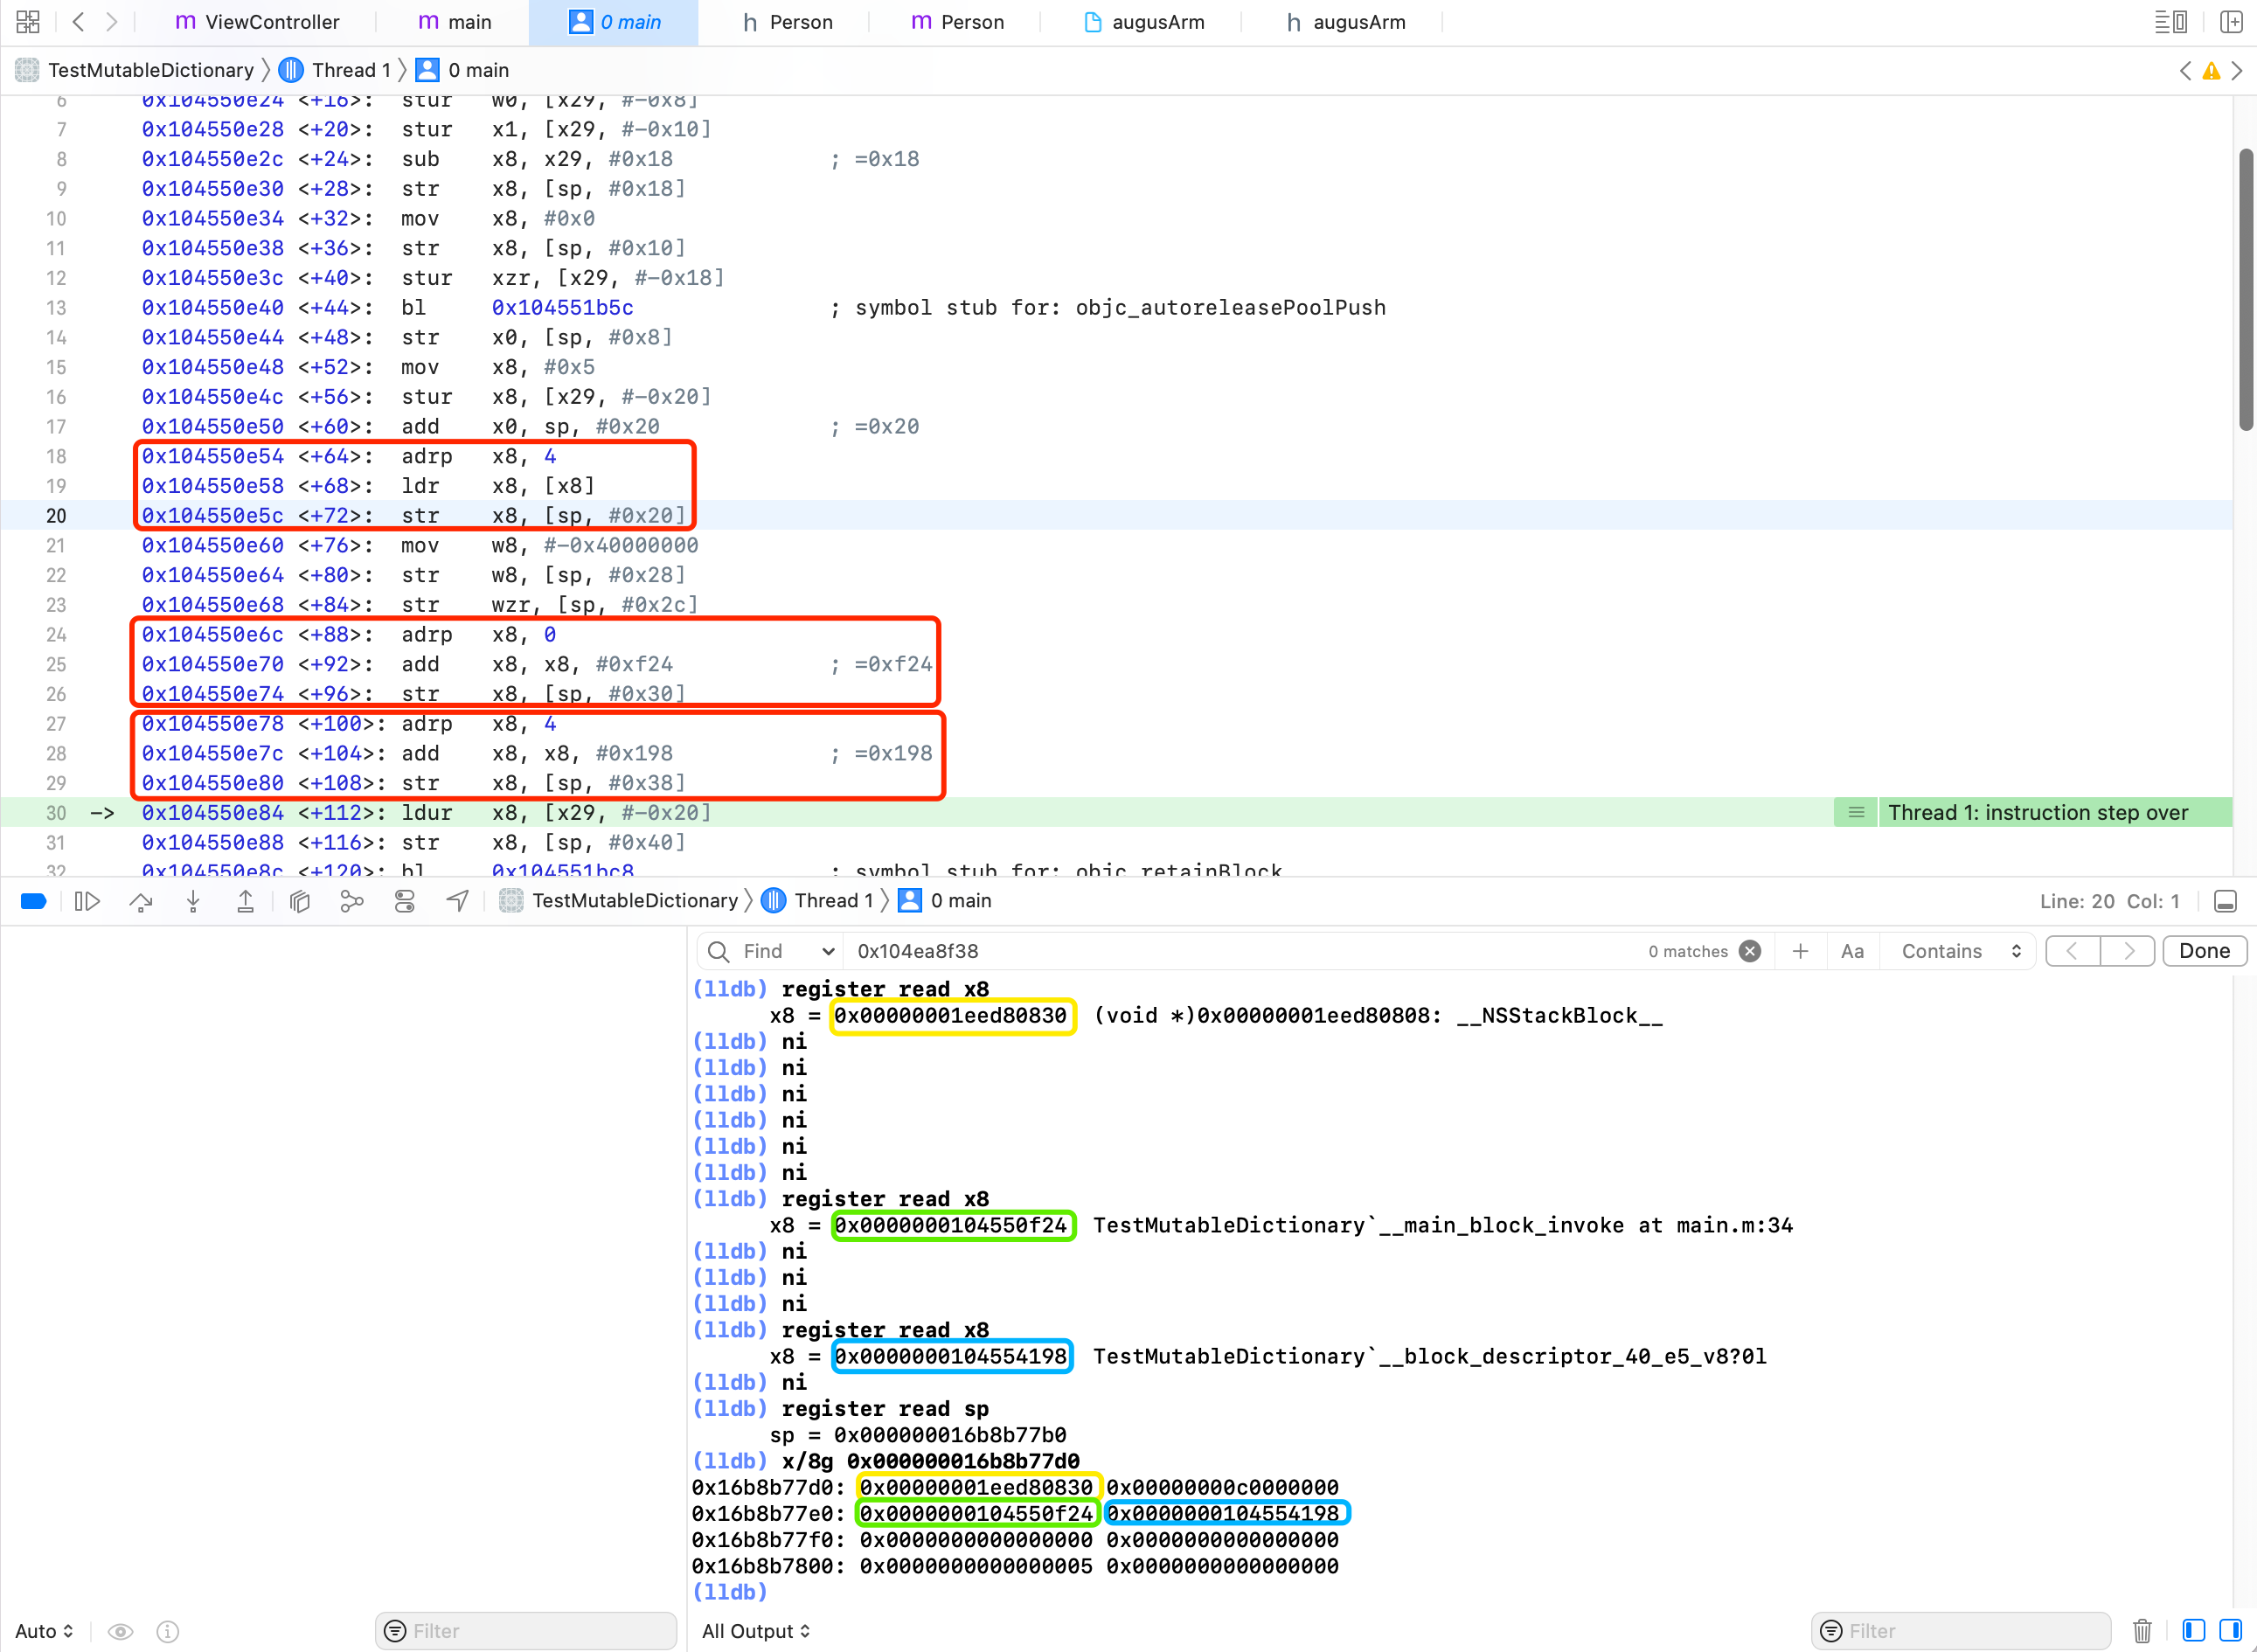 ViewController main 0 main Person Person augusArm augusArm
TestMutableDictionary Thread 1 0 main
6 0x104550e24 <+16>: stur w0, [x29, #-0x8]
7 0x104550e28 <+20>: stur x1, [x29, #-0x10]
8 0x104550e2c <+24>: sub x8, x29, #0x18 ; =0x18
9 0x104550e30 <+28>: str x8, [sp, #0x18]
10 0x104550e34 <+32>: mov x8, #0x0
11 0x104550e38 <+36>: str x8, [sp, #0x10]
12 0x104550e3c <+40>: stur xzr, [x29, #-0x18]
13 0x104550e40 <+44>: bl 0x104551b5c ; symbol stub for: objc_autoreleasePoolPush
14 0x104550e44 <+48>: str x0, [sp, #0x8]
15 0x104550e48 <+52>: mov x8, #0x5
16 0x104550e4c <+56>: stur x8, [x29, #-0x20]
17 0x104550e50 <+60>: add x0, sp, #0x20 ; =0x20
18 0x104550e54 <+64>: adrp x8, 4
19 0x104550e58 <+68>: ldr x8, [x8]
20 0x104550e5c <+72>: str x8, [sp, #0x20]
21 0x104550e60 <+76>: mov w8, #-0x40000000
22 0x104550e64 <+80>: str w8, [sp, #0x28]
23 0x104550e68 <+84>: str wzr, [sp, #0x2c]
24 0x104550e6c <+88>: adrp x8, 0
25 0x104550e70 <+92>: add x8, x8, #0xf24 ; =0xf24
26 0x104550e74 <+96>: str x8, [sp, #0x30]
27 0x104550e78 <+100>: adrp x8, 4
28 0x104550e7c <+104>: add x8, x8, #0x198 ; =0x198
29 0x104550e80 <+108>: str x8, [sp, #0x38]
30 -> 0x104550e84 <+112>: ldur x8, [x29, #-0x20] Thread 1: instruction step over
31 0x104550e88 <+116>: str x8, [sp, #0x40]
32 0x104550e8c <+120>: bl 0x104551bc8 ; symbol stub for: objc_retainBlock
TestMutableDictionary Thread 1 0 main Line: 20 Col: 1
Find 0x104ea8f38 0 matches Aa Contains Done
(lldb) register read x8
x8 = 0x00000001eed80830 (void *)0x00000001eed80808: __NSStackBlock__
(lldb) ni
(lldb) ni
(lldb) ni
(lldb) ni
(lldb) ni
(lldb) ni
(lldb) register read x8
x8 = 0x0000000104550f24 TestMutableDictionary`__main_block_invoke at main.m:34
(lldb) ni
(lldb) ni
(lldb) ni
(lldb) register read x8
x8 = 0x0000000104554198 TestMutableDictionary`__block_descriptor_40_e5_v8?0l
(lldb) ni
(lldb) register read sp
sp = 0x000000016b8b77b0
(lldb) x/8g 0x000000016b8b77d0
0x16b8b77d0: 0x00000001eed80830 0x00000000c0000000
0x16b8b77e0: 0x0000000104550f24 0x0000000104554198
0x16b8b77f0: 0x0000000000000000 0x0000000000000000
0x16b8b7800: 0x0000000000000005 0x0000000000000000
(lldb)
Auto Filter All Output Filter